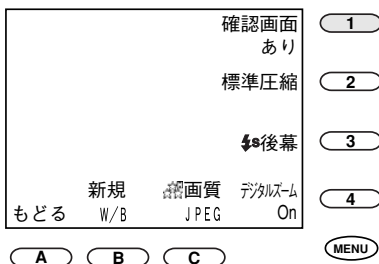 確認画面 1
あり
標準圧縮 2
s後幕 3
新規 画質 デジタルズーム 4
もどる W/B JPEG On
A B C MENU